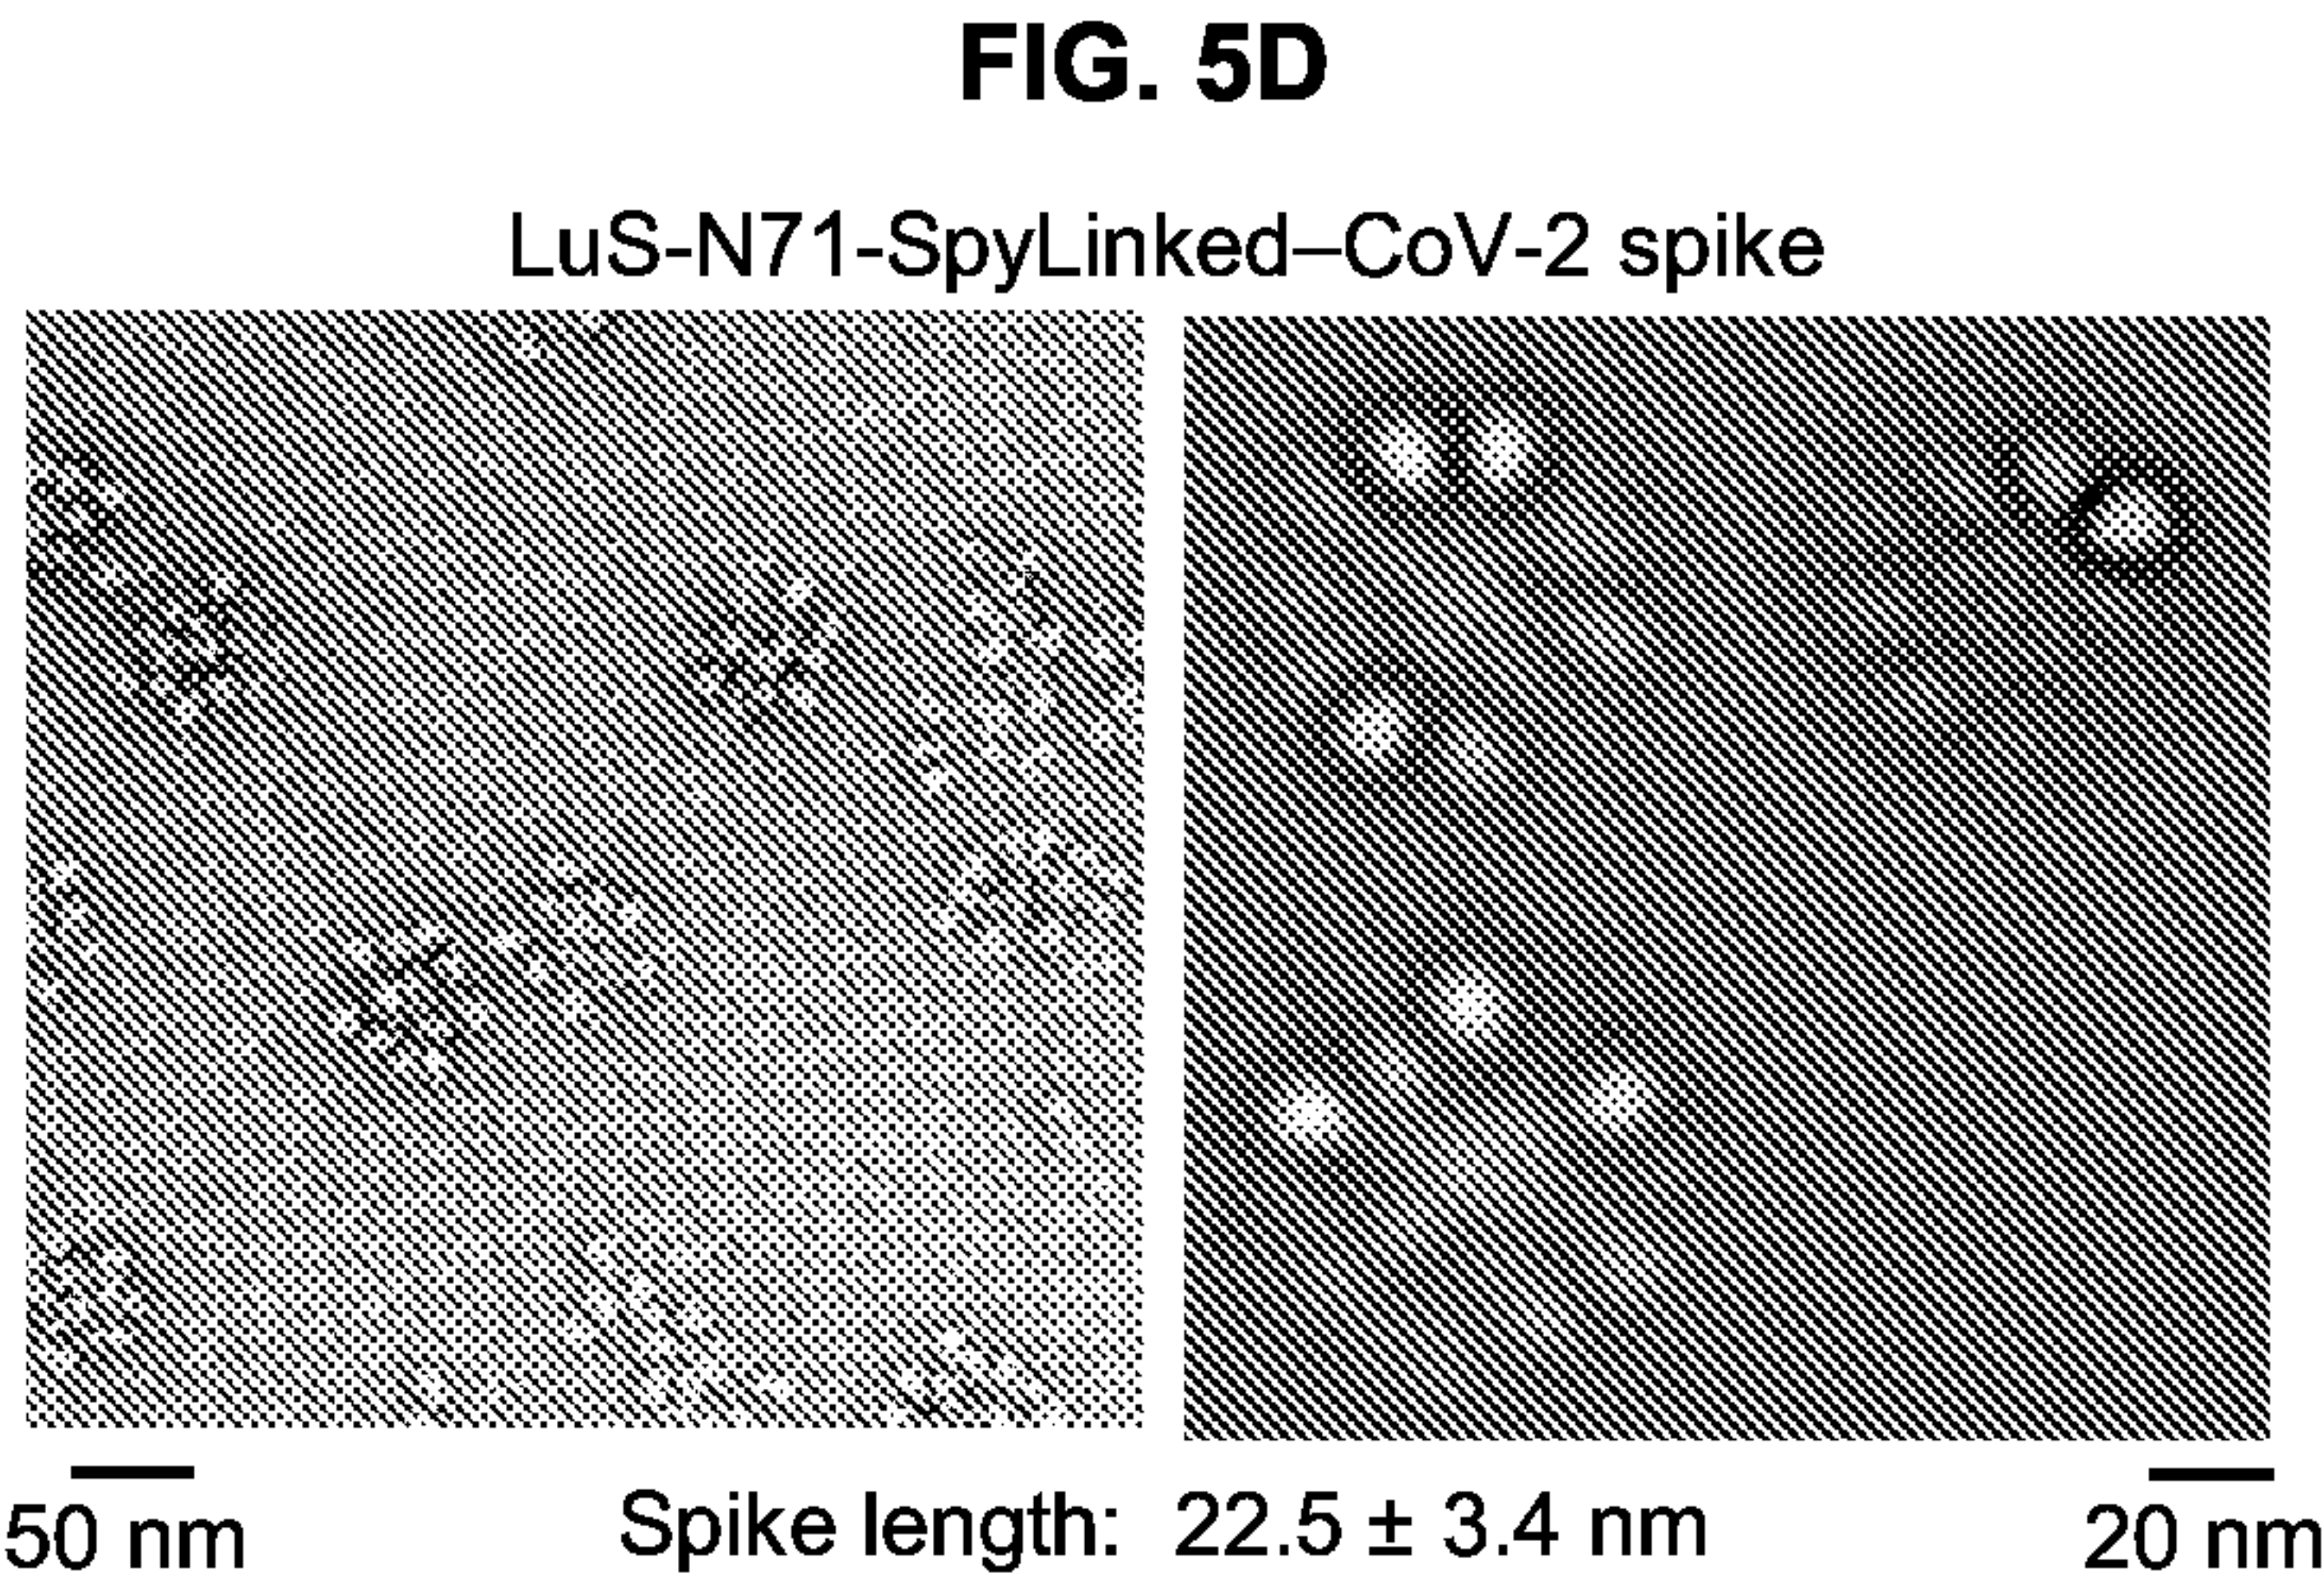 FIG. 5D
LuS-N71-SpyLinked–CoV-2 spike
50 nm
Spike length: 22.5 ± 3.4 nm
20 nm